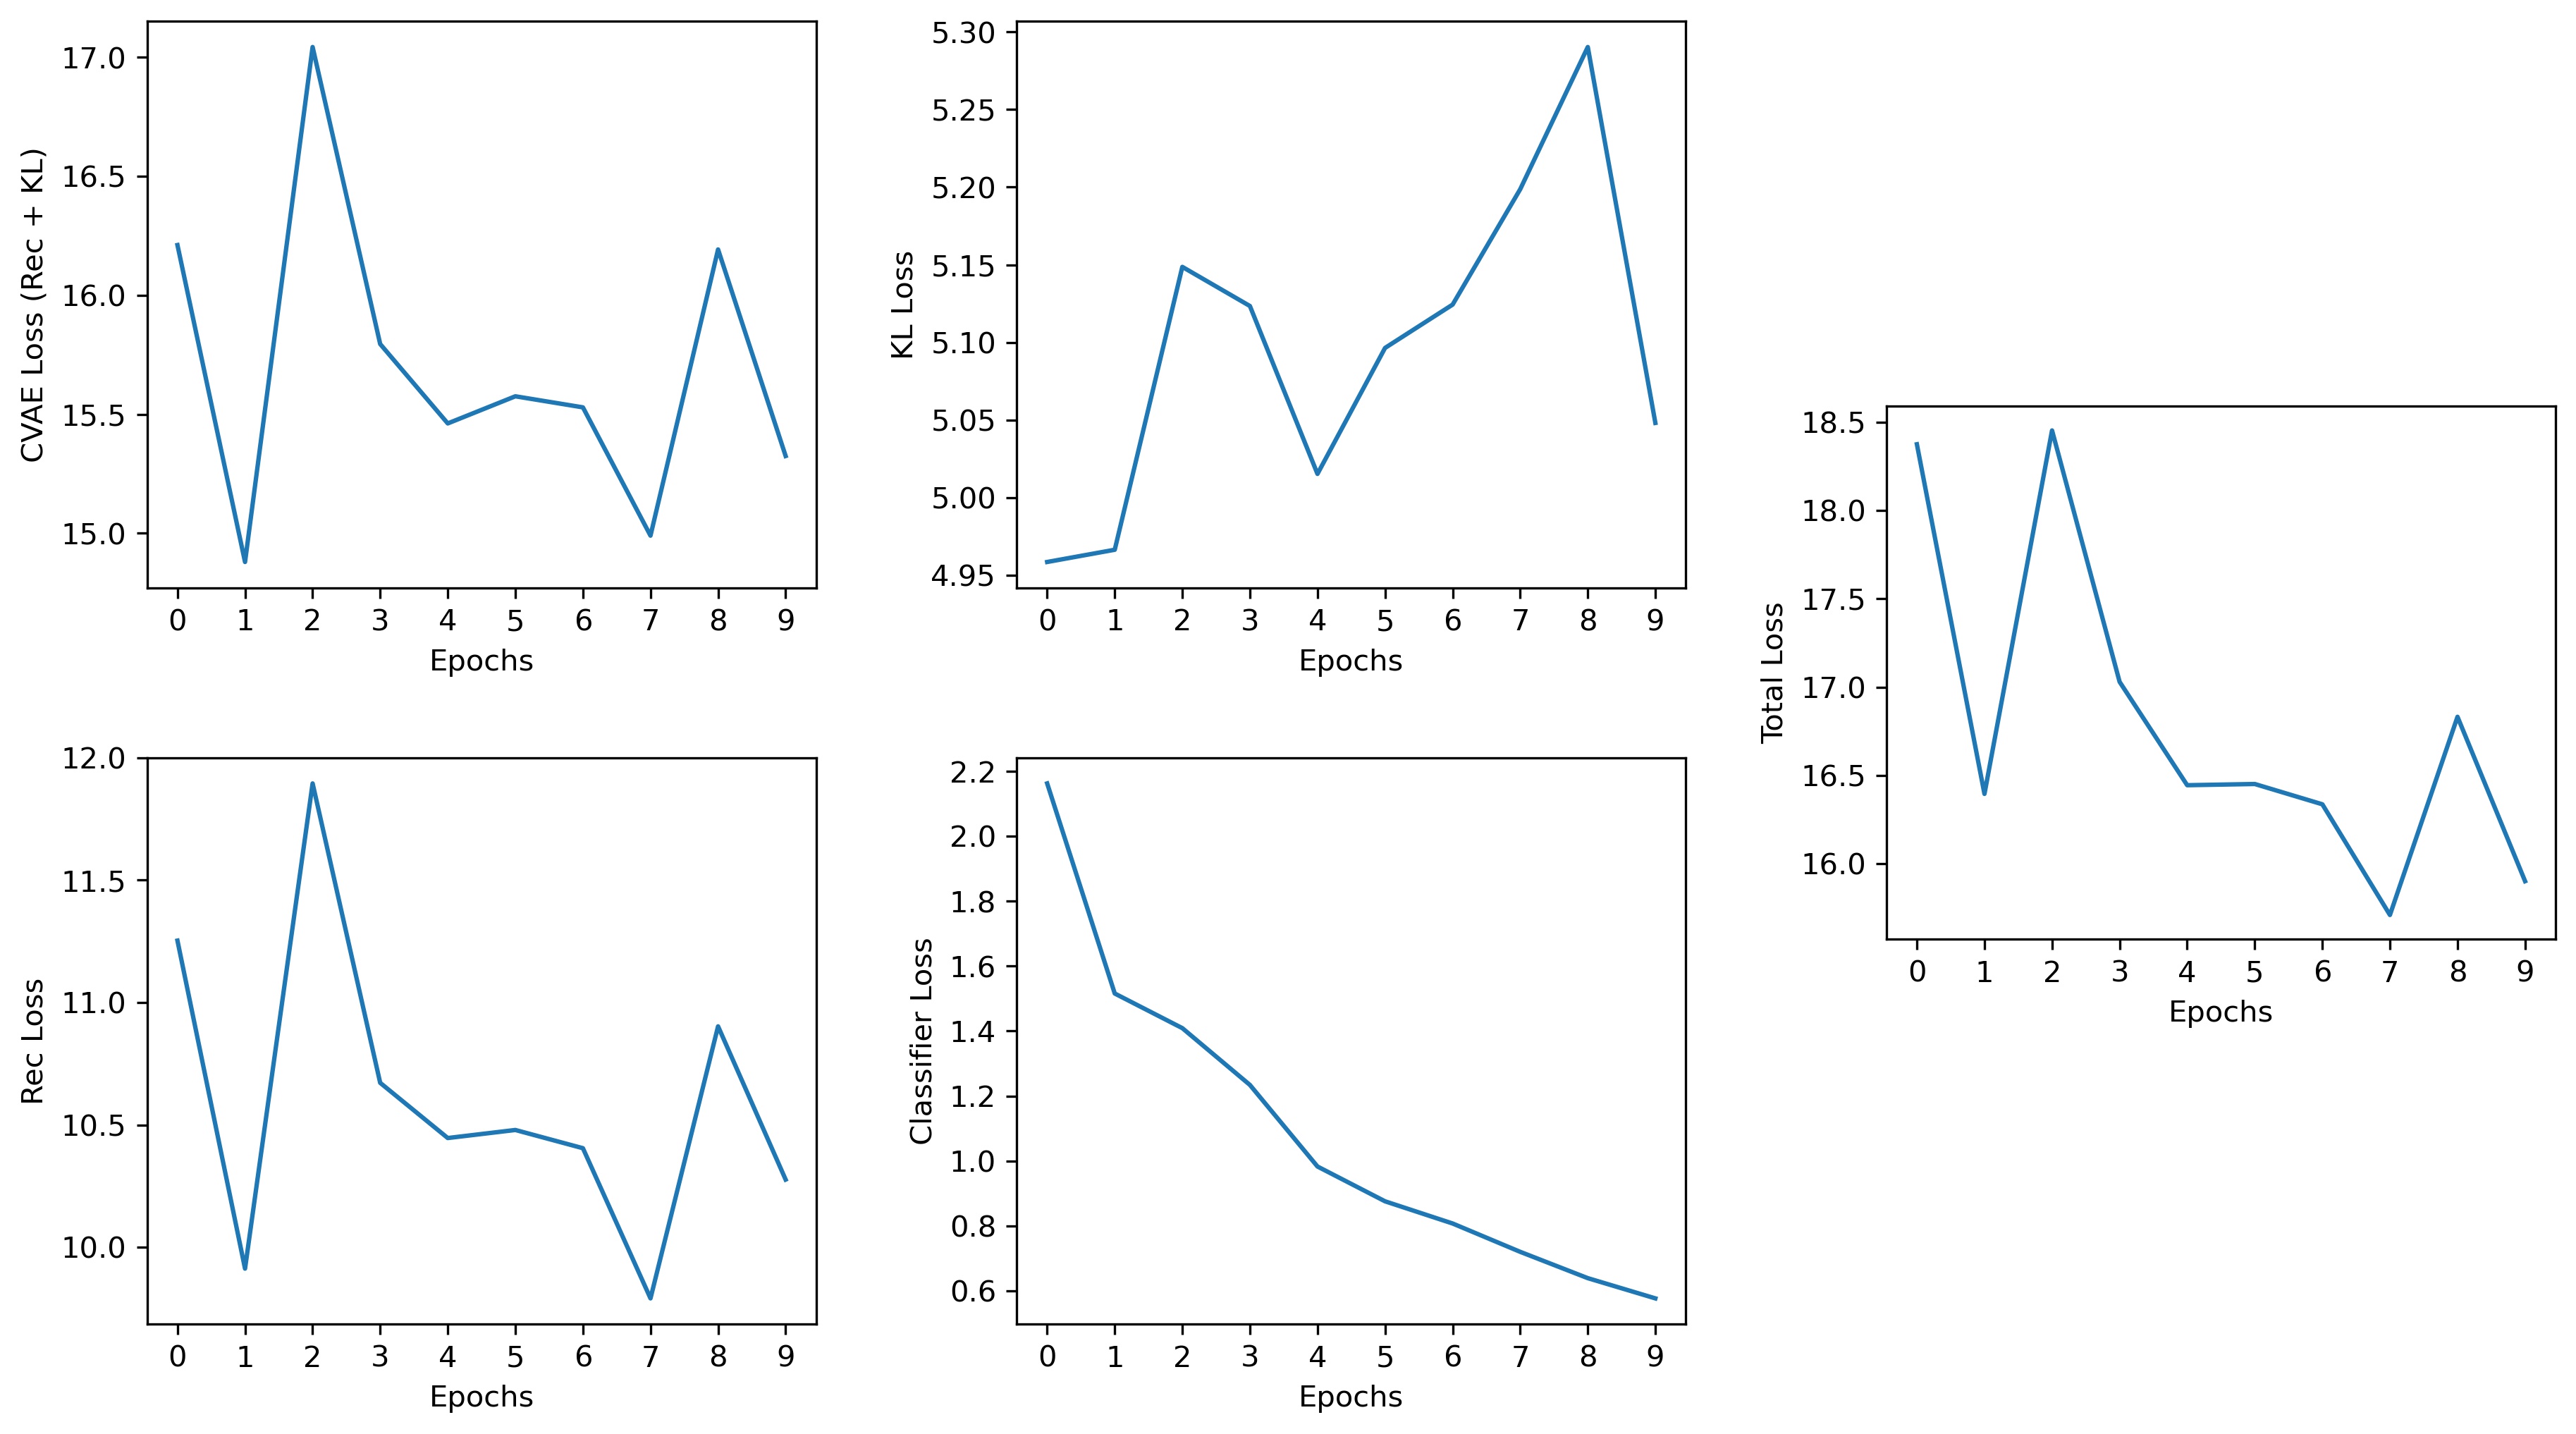 CVAE Loss (Rec + KL)
17.0
16.5
16.0
15.5
15.0
0 1 2 3 4 5 6 7 8 9
Epochs
KL Loss
5.30
5.25
5.20
5.15
5.10
5.05
5.00
4.95
0 1 2 3 4 5 6 7 8 9
Epochs
Rec Loss
12.0
11.5
11.0
10.5
10.0
0 1 2 3 4 5 6 7 8 9
Epochs
Classifier Loss
2.2
2.0
1.8
1.6
1.4
1.2
1.0
0.8
0.6
0 1 2 3 4 5 6 7 8 9
Epochs
Total Loss
18.5
18.0
17.5
17.0
16.5
16.0
0 1 2 3 4 5 6 7 8 9
Epochs